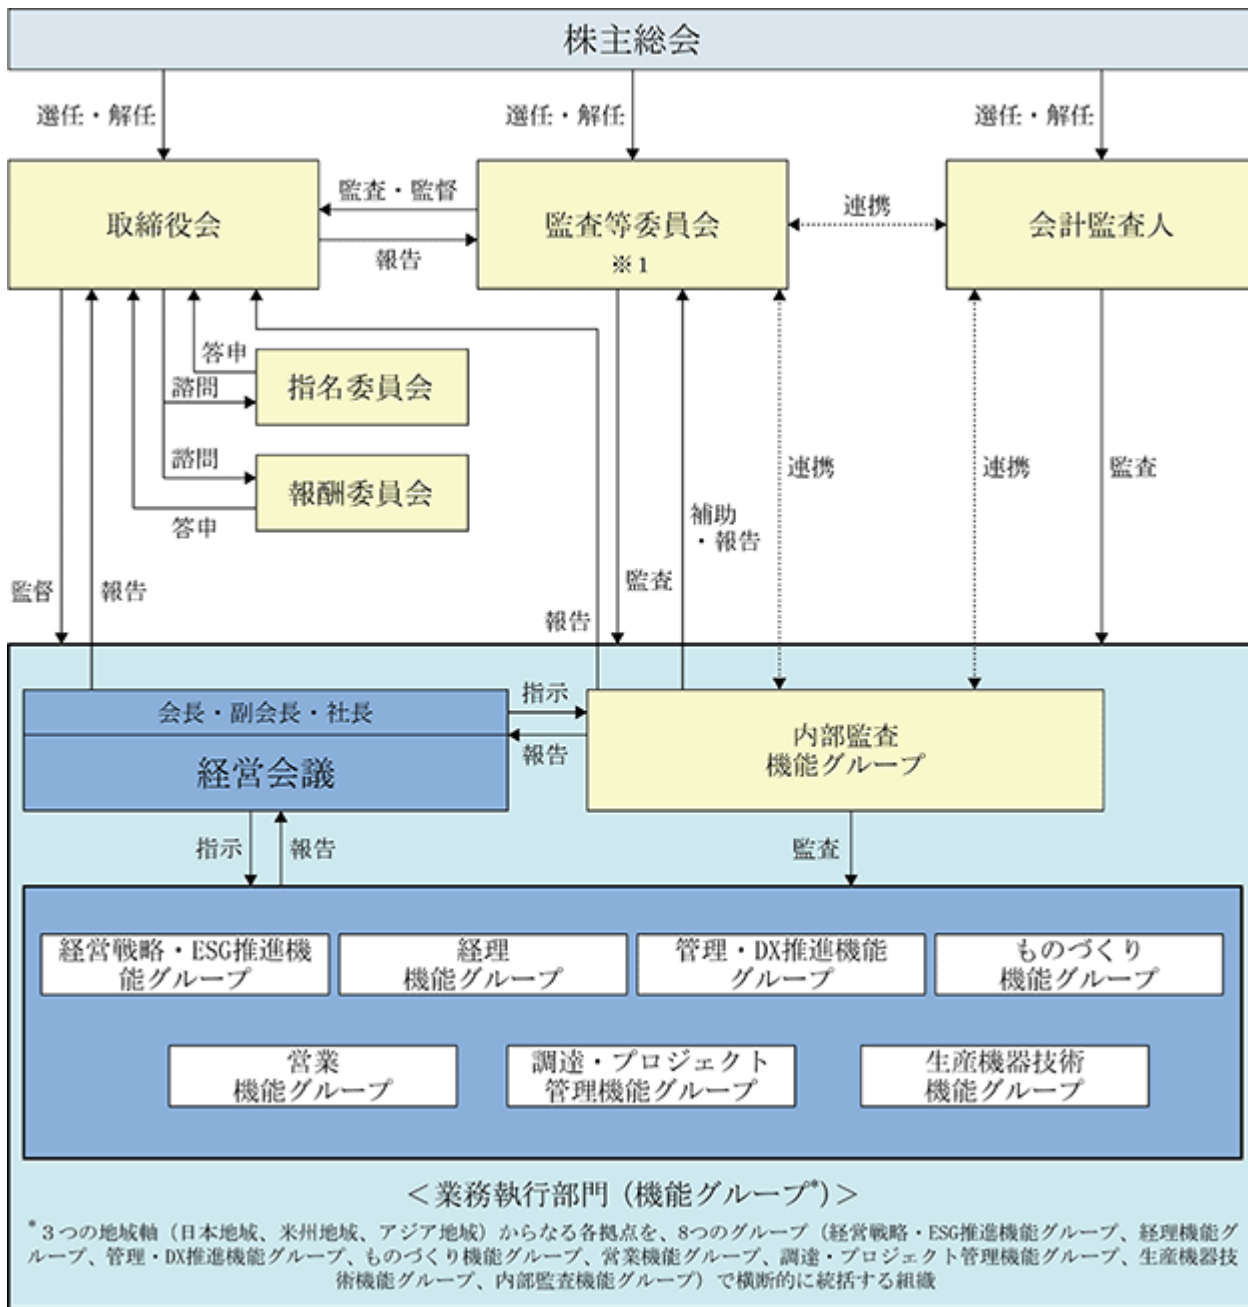 株主総会
選任・解任
選任・解任
選任・解任
取締役会
監査・監督
報告
監査等委員会
※1
連携
会計監査人
答申
諮問
指名委員会
諮問
答申
報酬委員会
監督
報告
報告
監査
補助
・報告
連携
連携
監査
会長・副会長・社長
経営会議
指示
報告
内部監査
機能グループ
指示
報告
監査
経営戦略・ESG推進機
能グループ
経理
機能グループ
管理・DX推進機能
グループ
ものづくり
機能グループ
営業
機能グループ
調達・プロジェクト
管理機能グループ
生産機器技術
機能グループ
＜業務執行部門（機能グループ*）＞
*３つの地域軸（日本地域、米州地域、アジア地域）からなる各拠点を、8つのグループ（経営戦略・ESG推進機能グループ、経理機能グ
ループ、管理・DX推進機能グループ、ものづくり機能グループ、営業機能グループ、調達・プロジェクト管理機能グループ、生産機器技
術機能グループ、内部監査機能グループ）で横断的に統括する組織